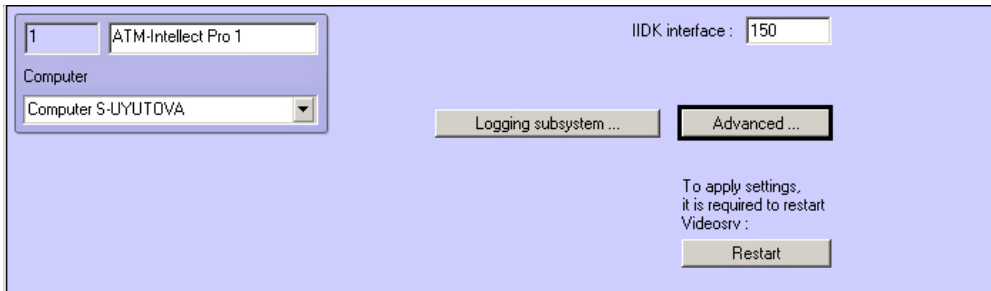 1
ATM-Intellect Pro 1
IIDK interface :
150
Computer
Computer S-UYUTOVA
Logging subsystem ...
Advanced ...
To apply settings,
it is required to restart
Videosrv :
Restart